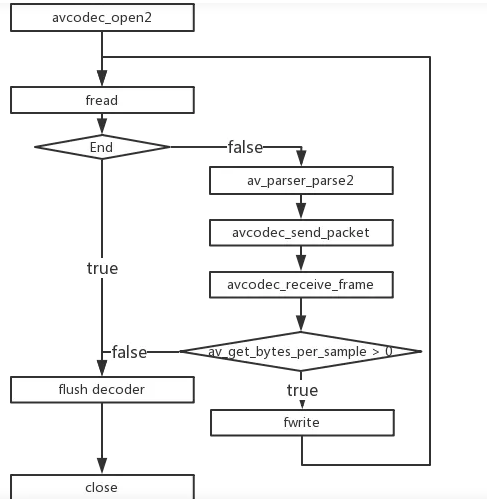 avcodec_open2
fread
End
false
av_parser_parse2
avcodec_send_packet
true
avcodec_receive_frame
false
av_get_bytes_per_sample > 0
flush decoder
true
fwrite
close